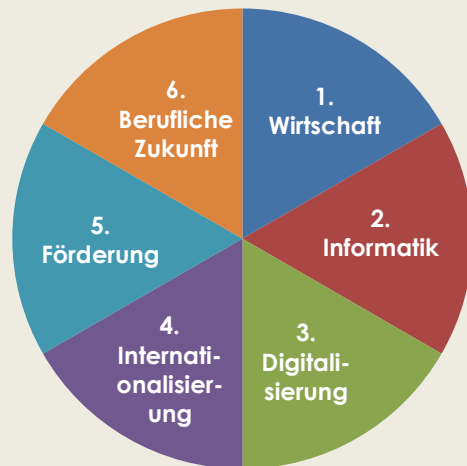 1.
Wirtschaft
2.
Informatik
3.
Digitali-
sierung
4.
Internati-
onalisier-
ung
5.
Förderung
6.
Berufliche
Zukunft